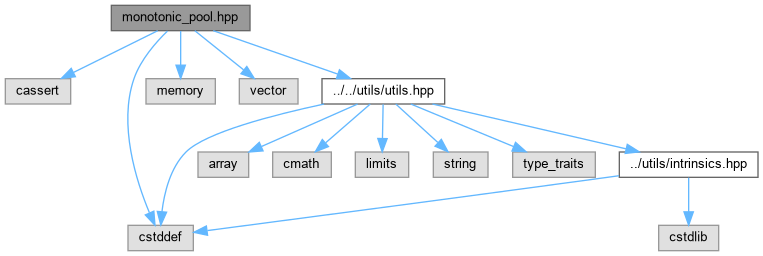 monotonic_pool.hpp
cassert
memory
vector
../../utils/utils.hpp
array
cmath
limits
string
type_traits
../utils/intrinsics.hpp
cstddef
cstdlib